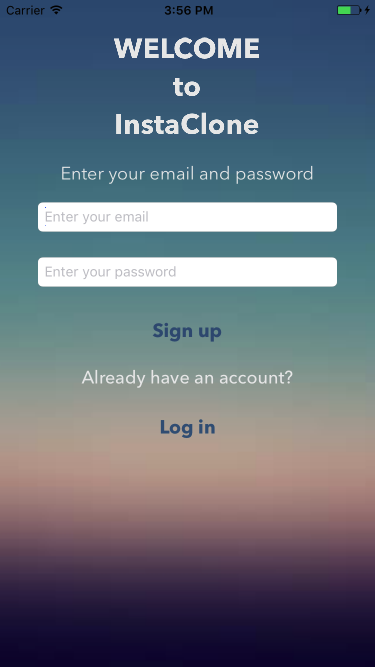 Carrier 3:56 PM
WELCOME
to
InstaClone
Enter your email and password
Enter your email
Enter your password
Sign up
Already have an account?
Log in